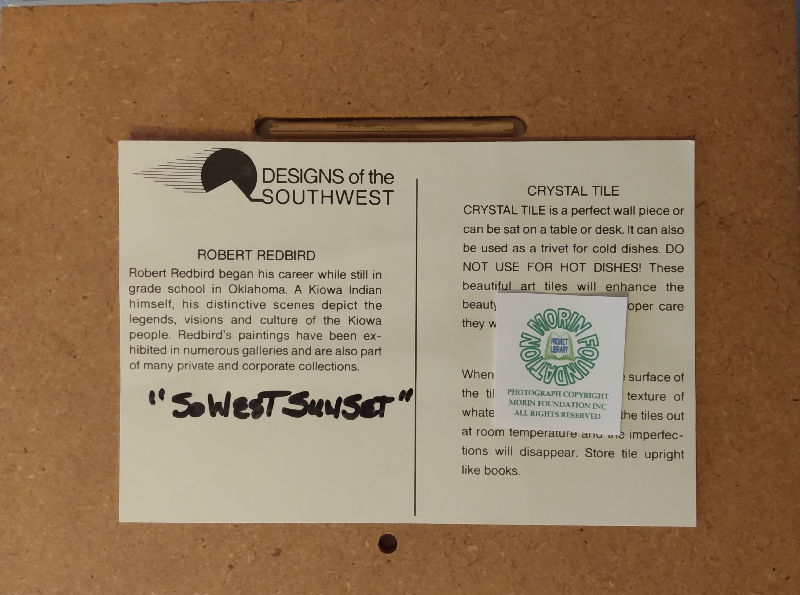 DESIGNS of the
SOUTHWEST
ROBERT REDBIRD
Robert Redbird began his career while still in
grade school in Oklahoma. A Kiowa Indian
himself, his distinctive scenes depict the
legends, visions and culture of the Kiowa
people. Redbird's paintings have been ex-
hibited in numerous galleries and are also part
of many private and corporate collections.
"SoWEST SUNSET"
CRYSTAL TILE
CRYSTAL TILE is a perfect wall piece or
can be sat on a table or desk. It can also
be used as a trivet for cold dishes. DO
NOT USE FOR HOT DISHES! These
beautiful art tiles will enhance the
beauty oper care
they w
When surface of
the til texture of
whate the tiles out
at room temperature and the imperfec-
tions will disappear. Store tile upright
like books.
MORIN FOUNDATION
PROJECT
LIBRARY
PHOTOGRAPH COPYRIGHT
MORIN FOUNDATION INC
ALL RIGHTS RESERVED